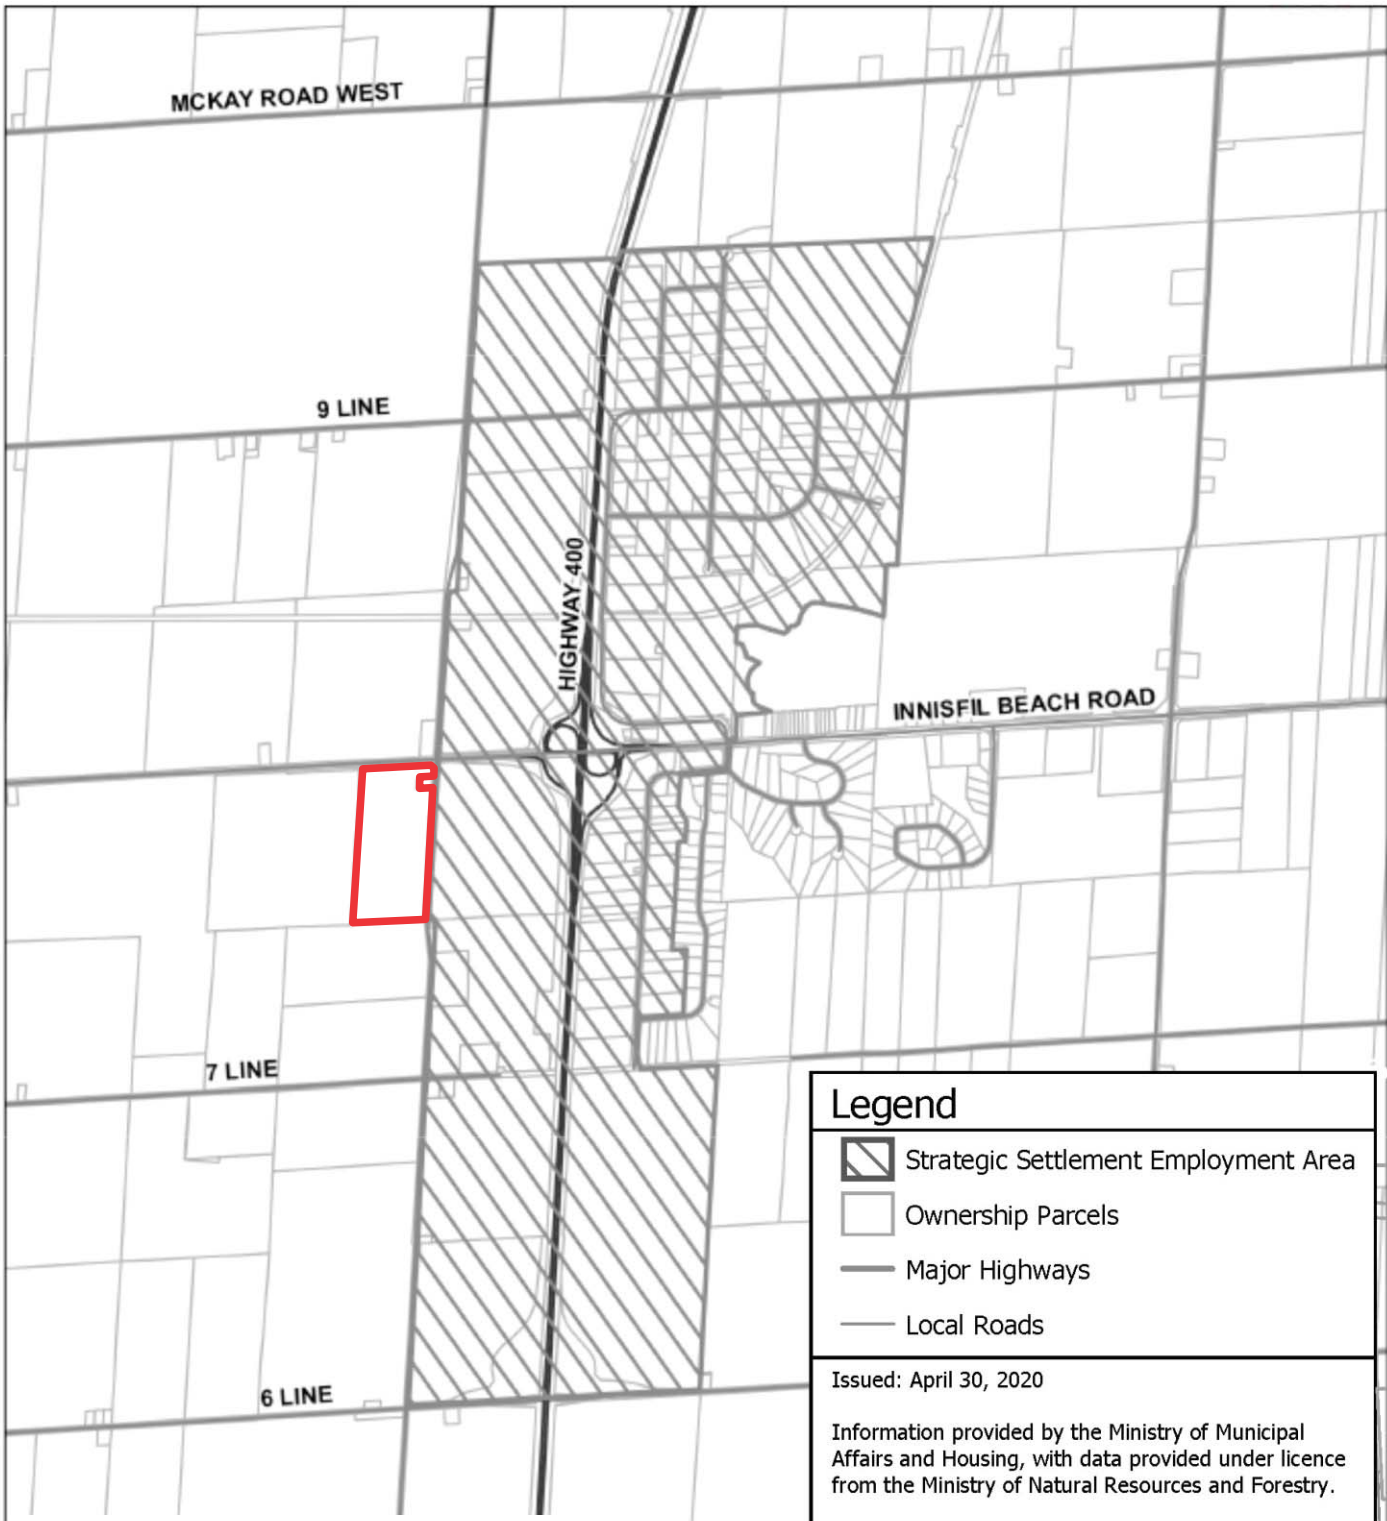 MCKAY ROAD WEST
9 LINE
HIGHWAY 400
INNISFIL BEACH ROAD
7 LINE
6 LINE
Legend
Strategic Settlement Employment Area
Ownership Parcels
Major Highways
Local Roads
Issued: April 30, 2020
Information provided by the Ministry of Municipal
Affairs and Housing, with data provided under licence
from the Ministry of Natural Resources and Forestry.